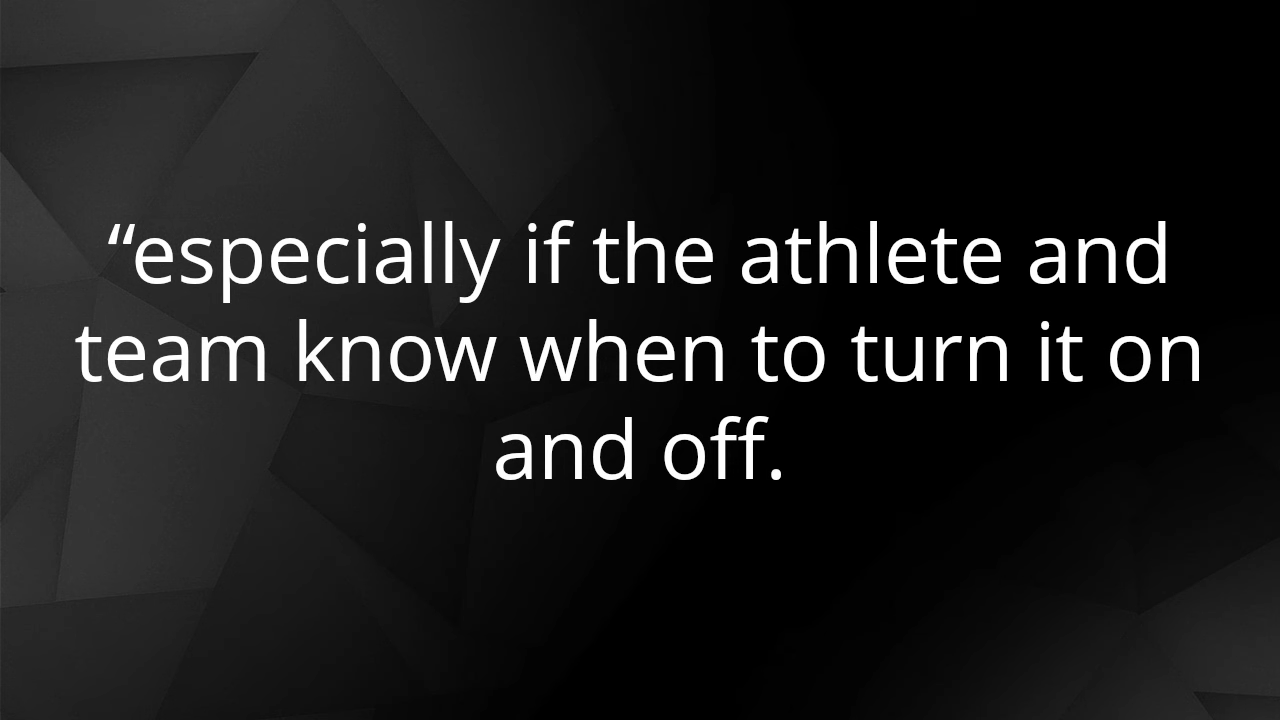 “especially if the athlete and
team know when to turn it on
and off.